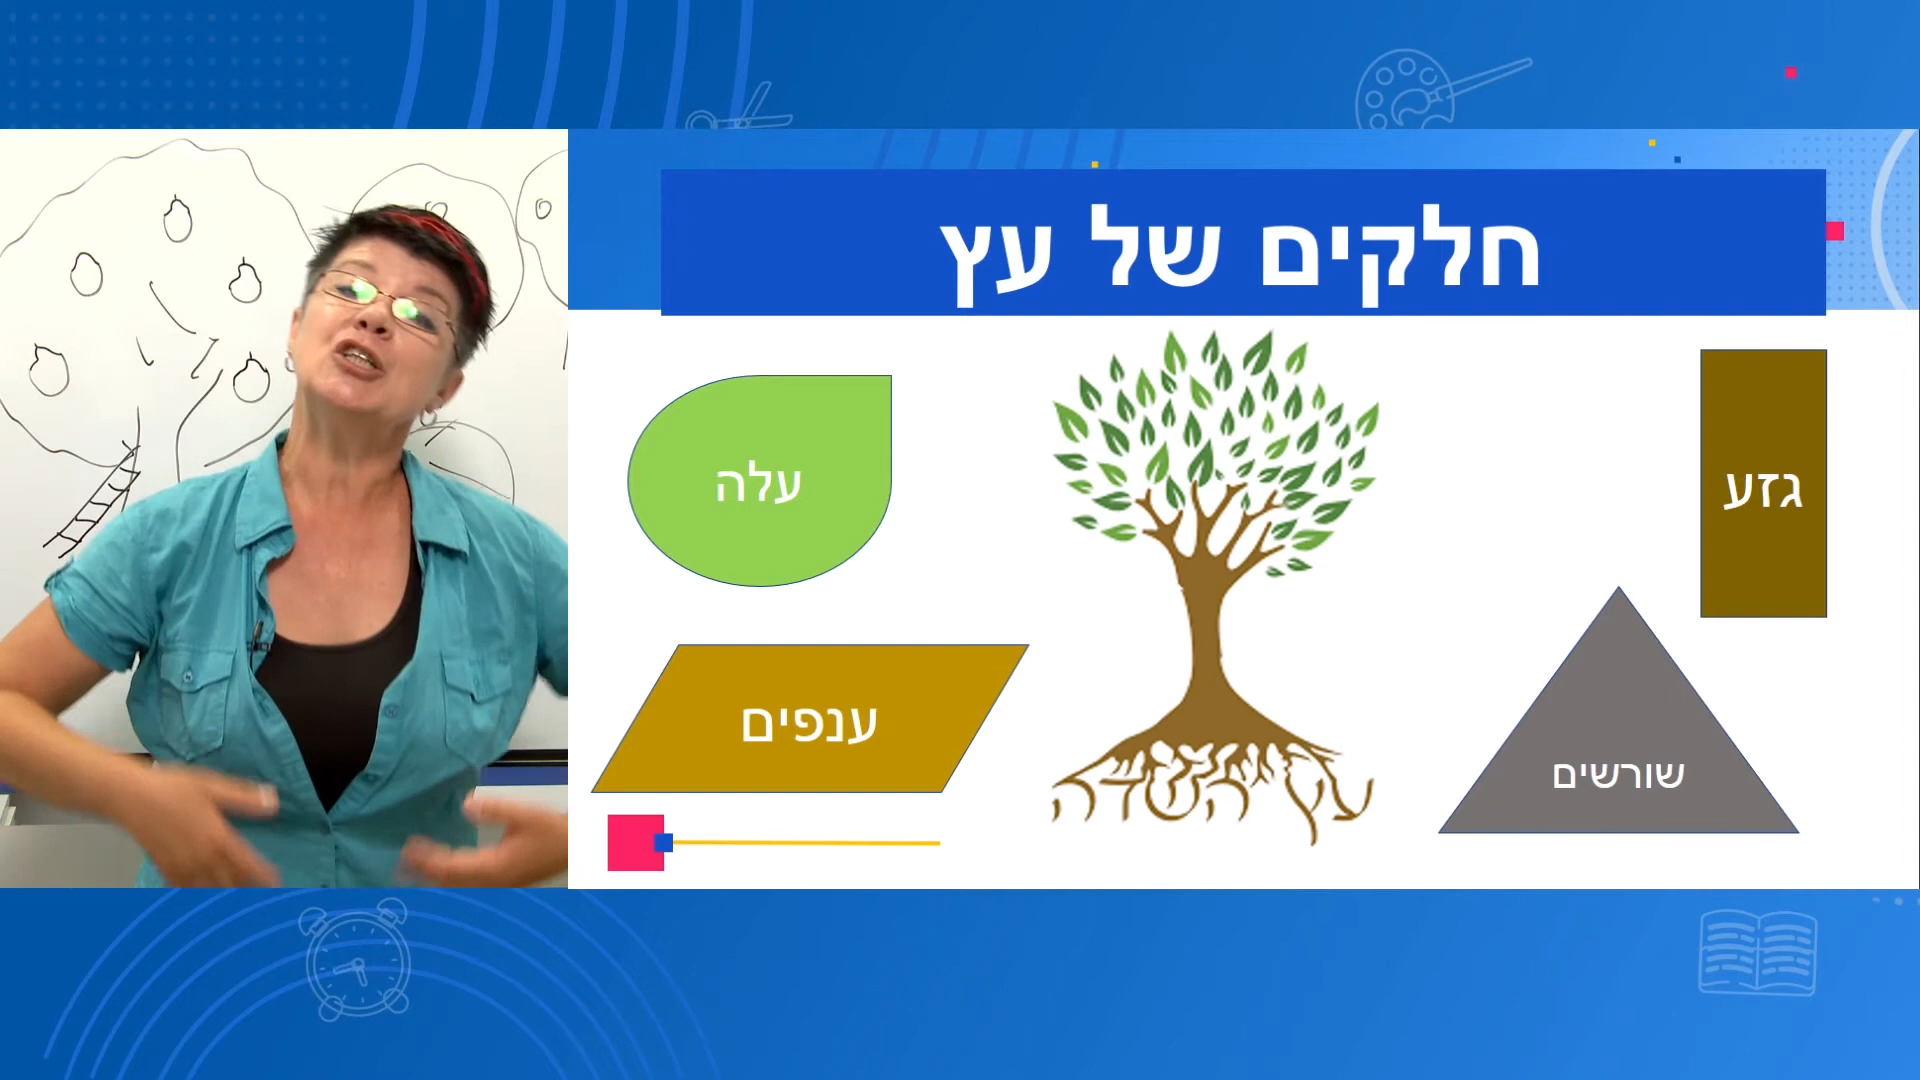 חלקים של עץ
גזע
עלה
ענפים
שורשים
עץ השדה